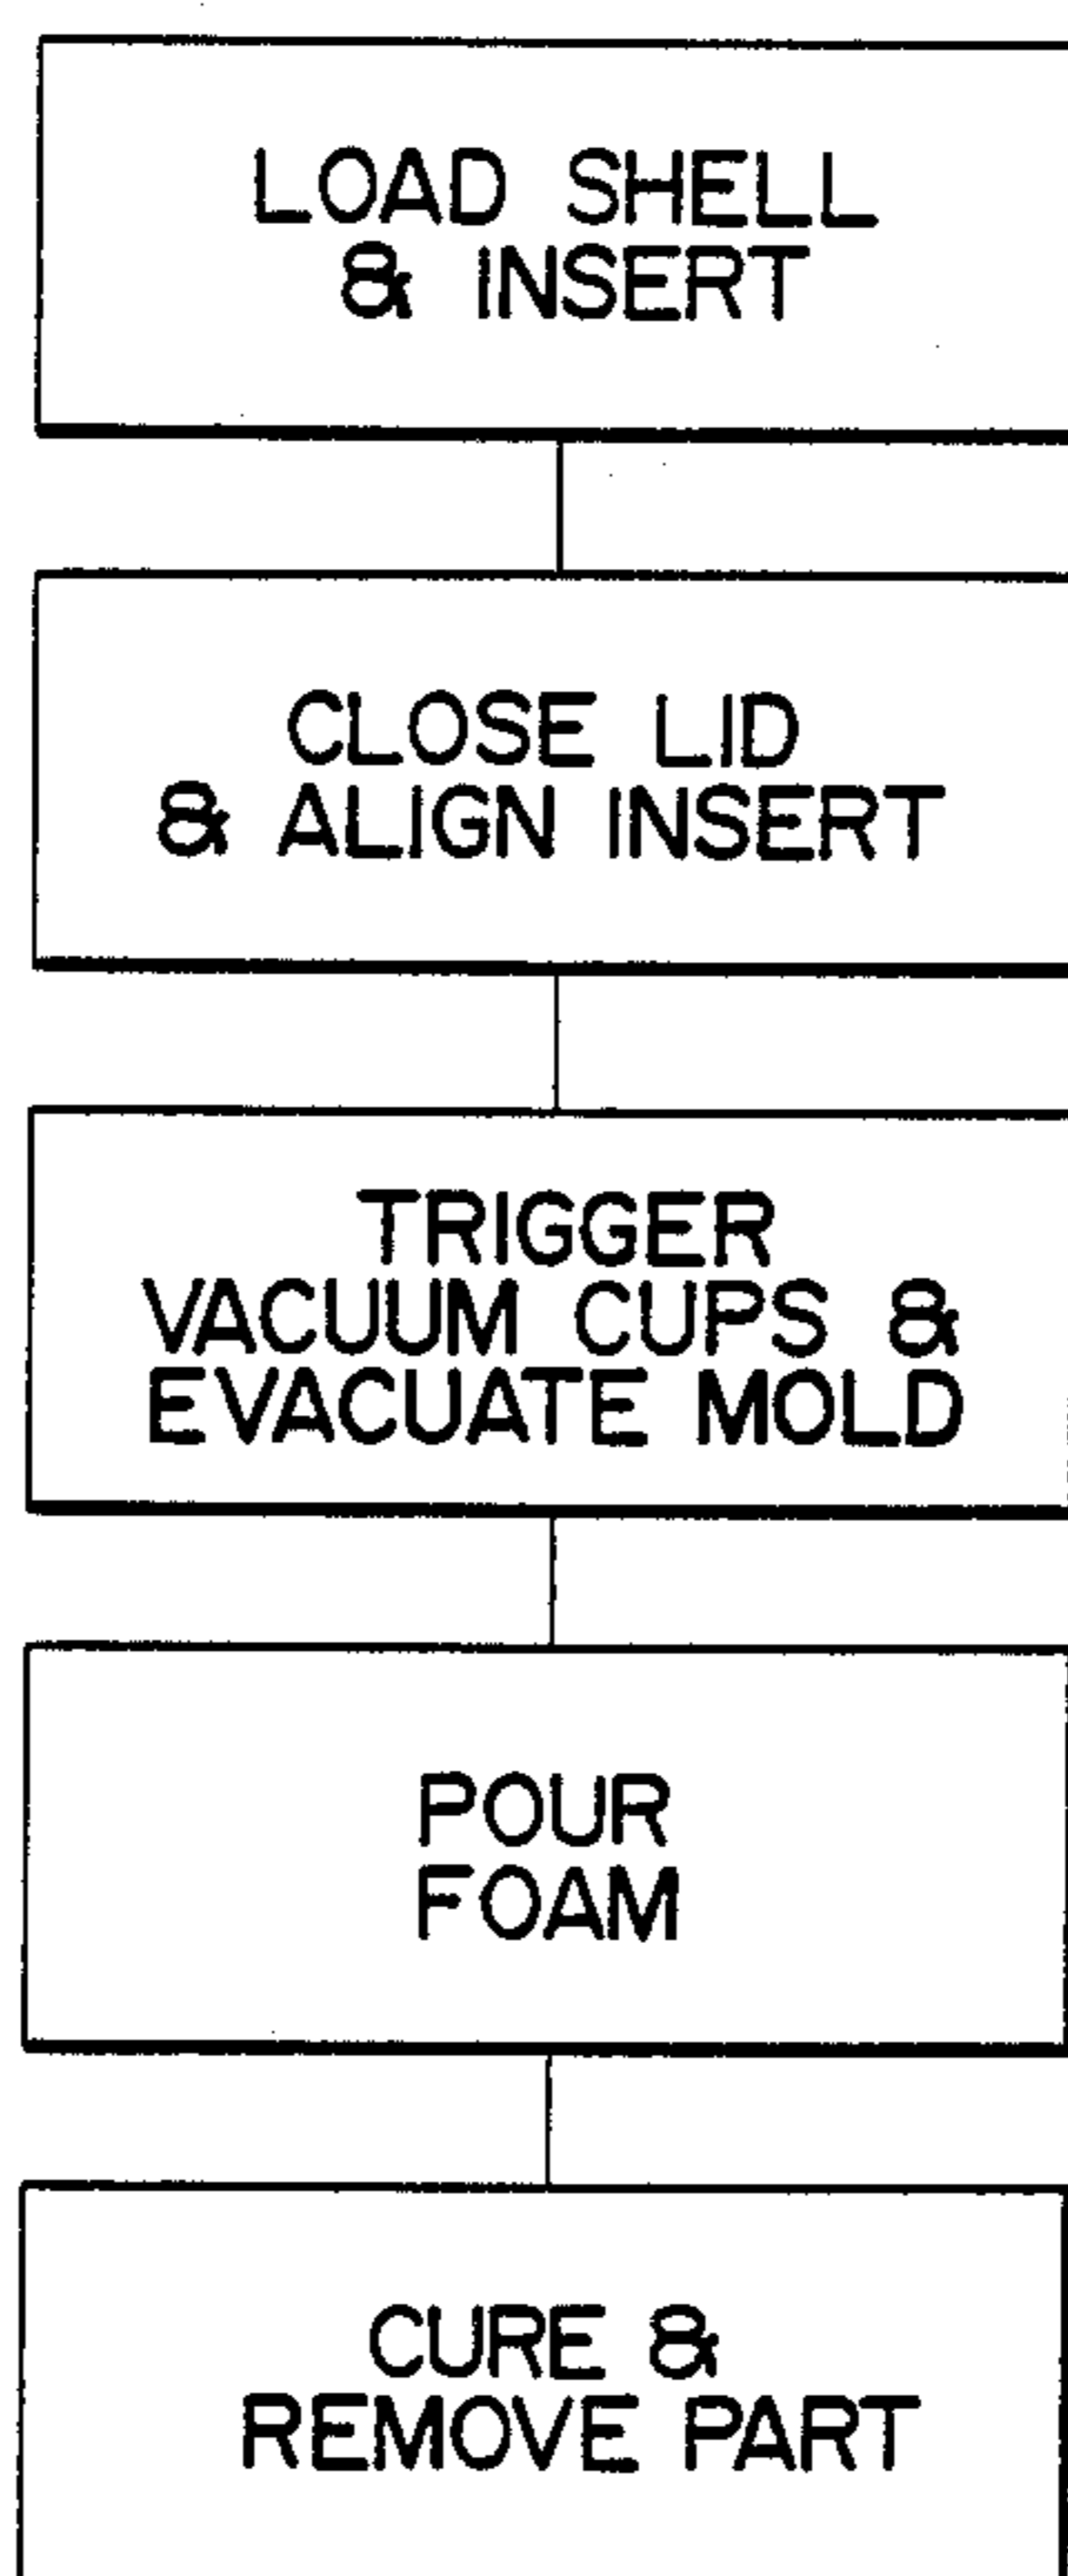 LOAD SHELL
& INSERT
CLOSE LID
& ALIGN INSERT
TRIGGER
VACUUM CUPS &
EVACUATE MOLD
POUR
FOAM
CURE &
REMOVE PART